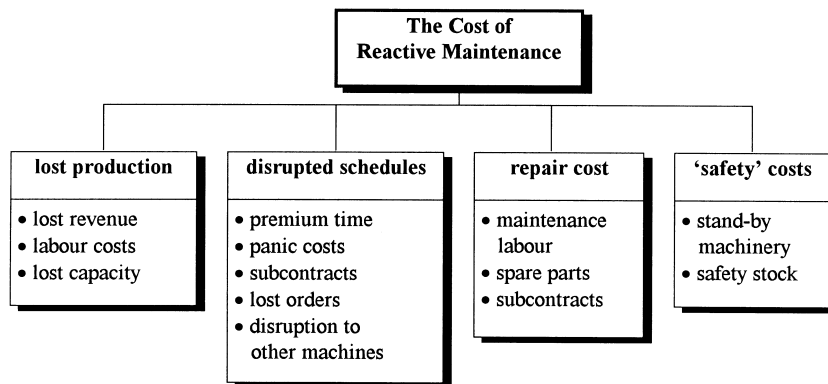 The Cost of
Reactive Maintenance
lost production
• lost revenue
• labour costs
• lost capacity
disrupted schedules
• premium time
• panic costs
• subcontracts
• lost orders
• disruption to
other machines
repair cost
• maintenance
labour
• spare parts
• subcontracts
‘safety’ costs
• stand-by
machinery
• safety stock